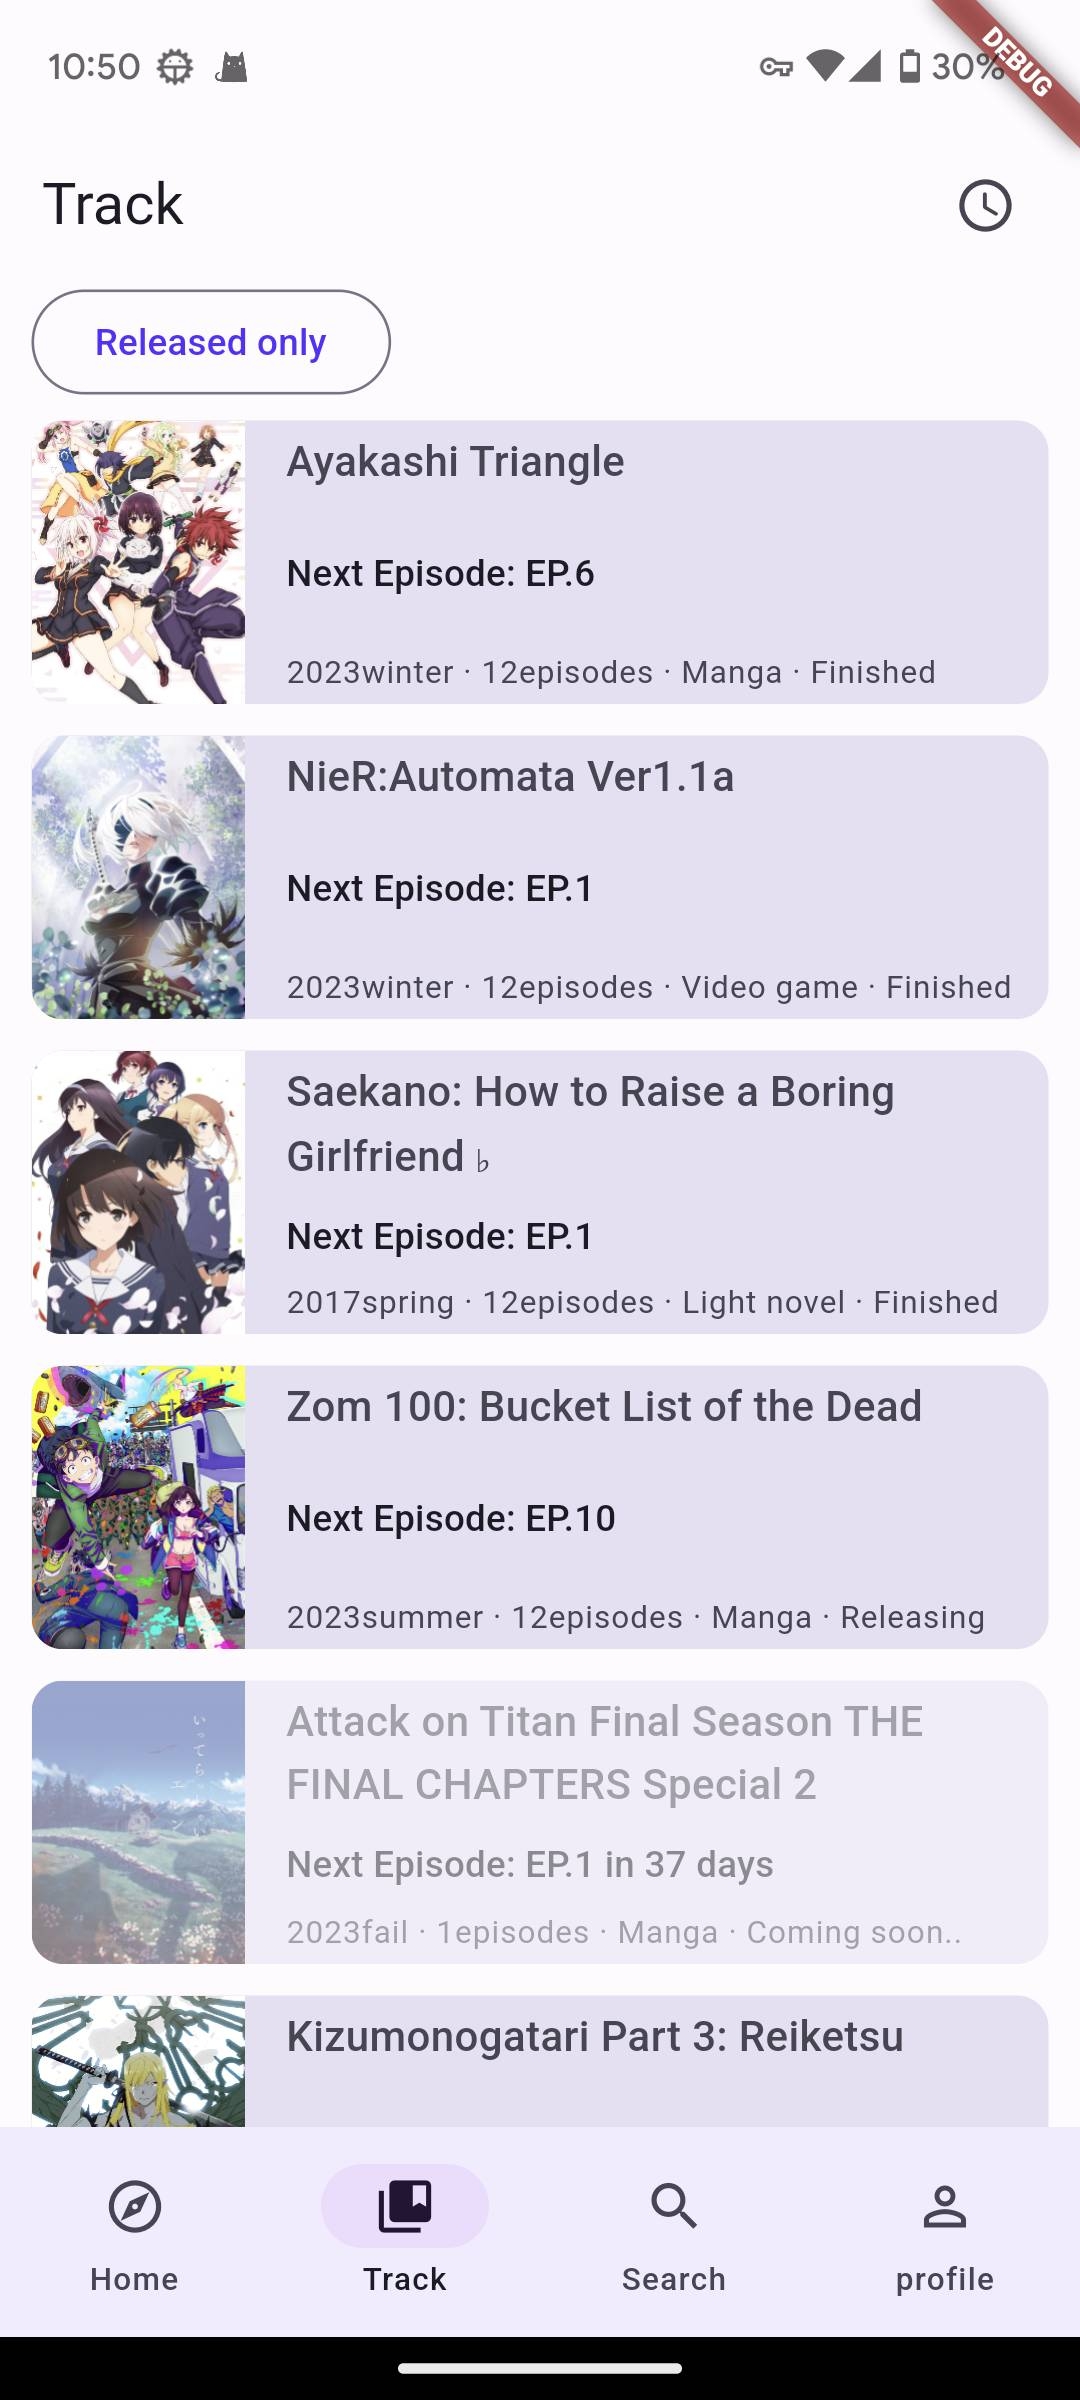 10:50
30%
DEBUG
Track
Released only
Ayakashi Triangle
Next Episode: EP.6
2023winter · 12episodes · Manga · Finished
NieR:Automata Ver1.1a
Next Episode: EP.1
2023winter · 12episodes · Video game · Finished
Saekano: How to Raise a Boring
Girlfriend ♭
Next Episode: EP.1
2017spring · 12episodes · Light novel · Finished
Zom 100: Bucket List of the Dead
Next Episode: EP.10
2023summer · 12episodes · Manga · Releasing
Attack on Titan Final Season THE
FINAL CHAPTERS Special 2
Next Episode: EP.1 in 37 days
2023fail · 1episodes · Manga · Coming soon..
Kizumonogatari Part 3: Reiketsu
Home
Track
Search
profile